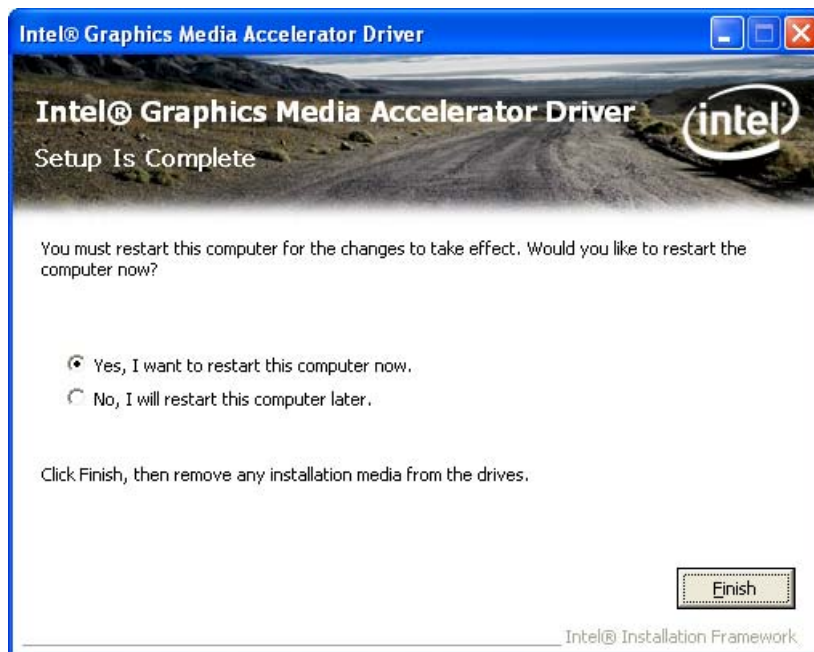 Intel® Graphics Media Accelerator Driver
Intel® Graphics Media Accelerator Driver
intel
Setup Is Complete
You must restart this computer for the changes to take effect. Would you like to restart the
computer now?
Yes, I want to restart this computer now.
No, I will restart this computer later.
Click Finish, then remove any installation media from the drives.
Finish
Intel® Installation Framework